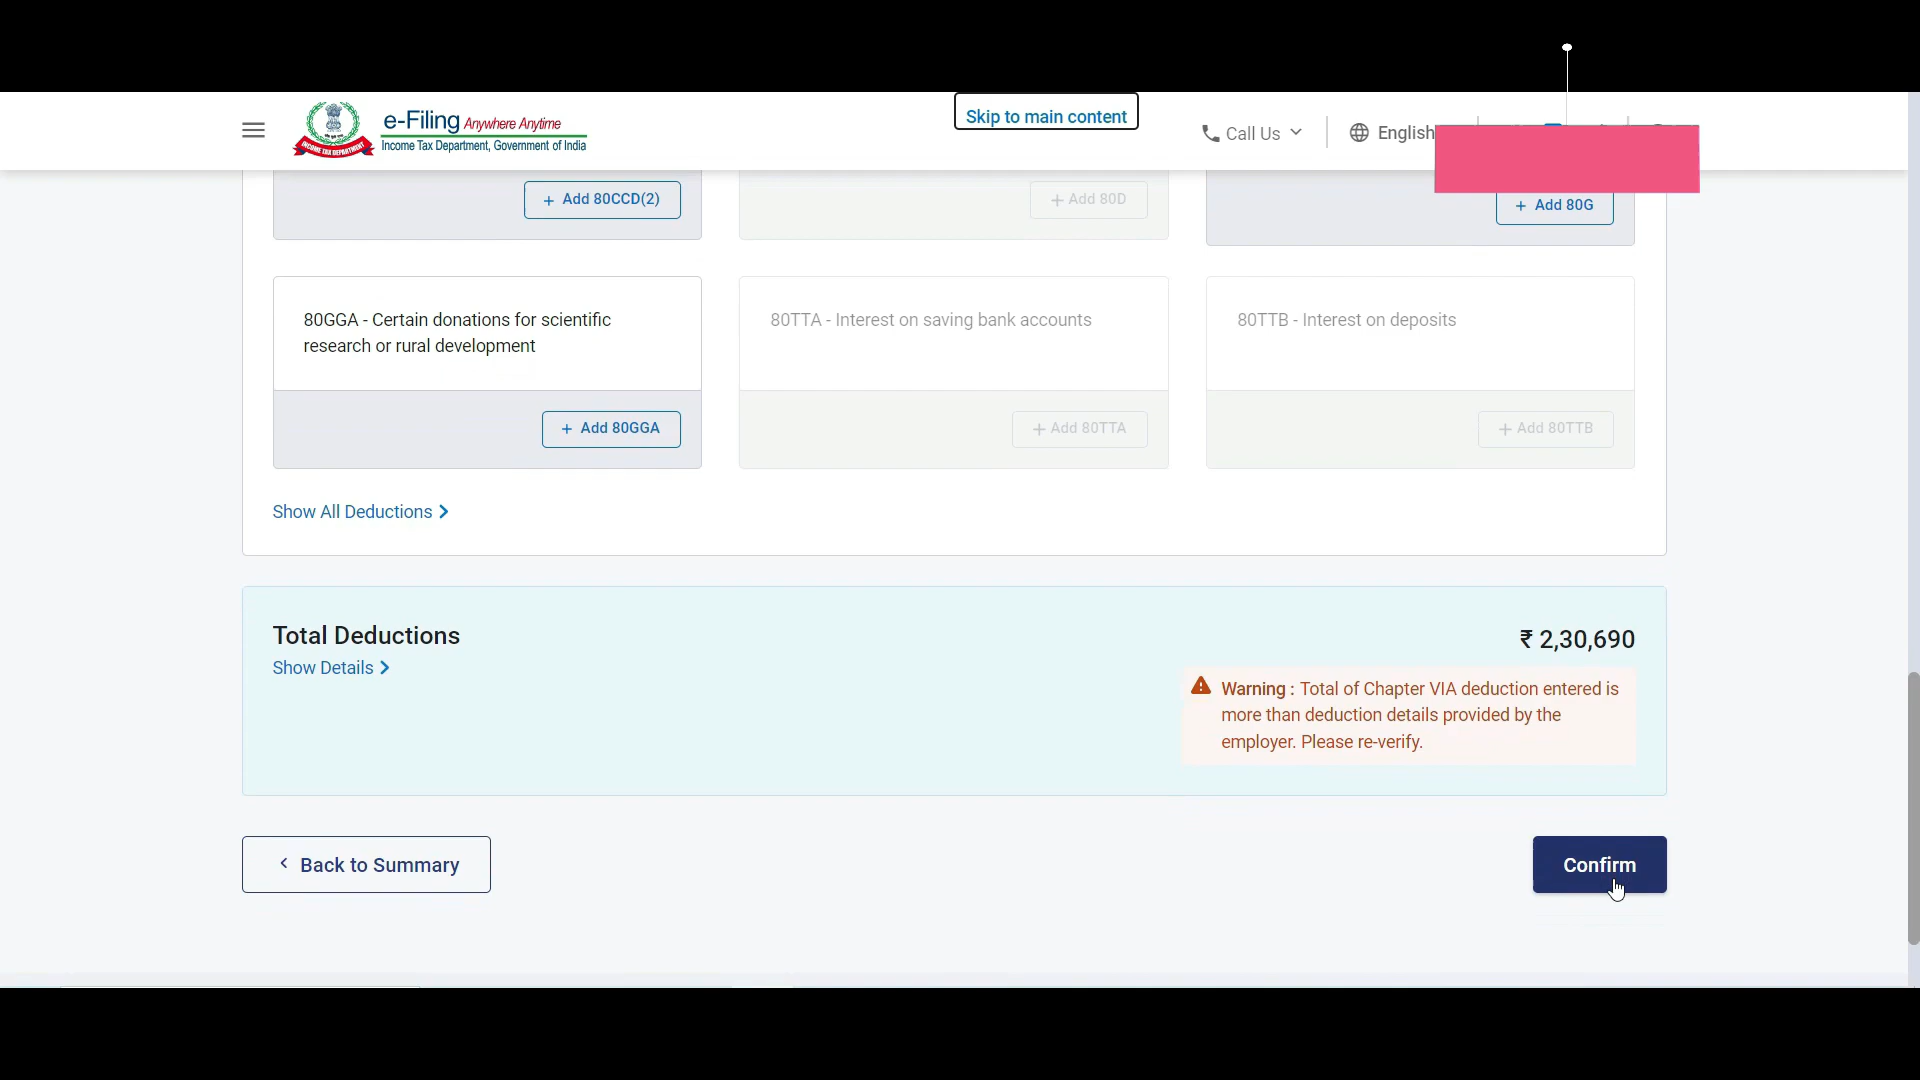 e-Filing Anywhere Anytime
Income Tax Department, Government of India
INCOME TAX DEPARTMENT
Skip to main content
Call Us
English
+ Add 80CCD(2)
+ Add 80D
+ Add 80G
80GGA - Certain donations for scientific
research or rural development
80TTA - Interest on saving bank accounts
80TTB - Interest on deposits
+ Add 80GGA
+ Add 80TTA
+ Add 80TTB
Show All Deductions >
Total Deductions
₹ 2,30,690
Show Details >
Warning : Total of Chapter VIA deduction entered is
more than deduction details provided by the
employer. Please re-verify.
< Back to Summary
Confirm